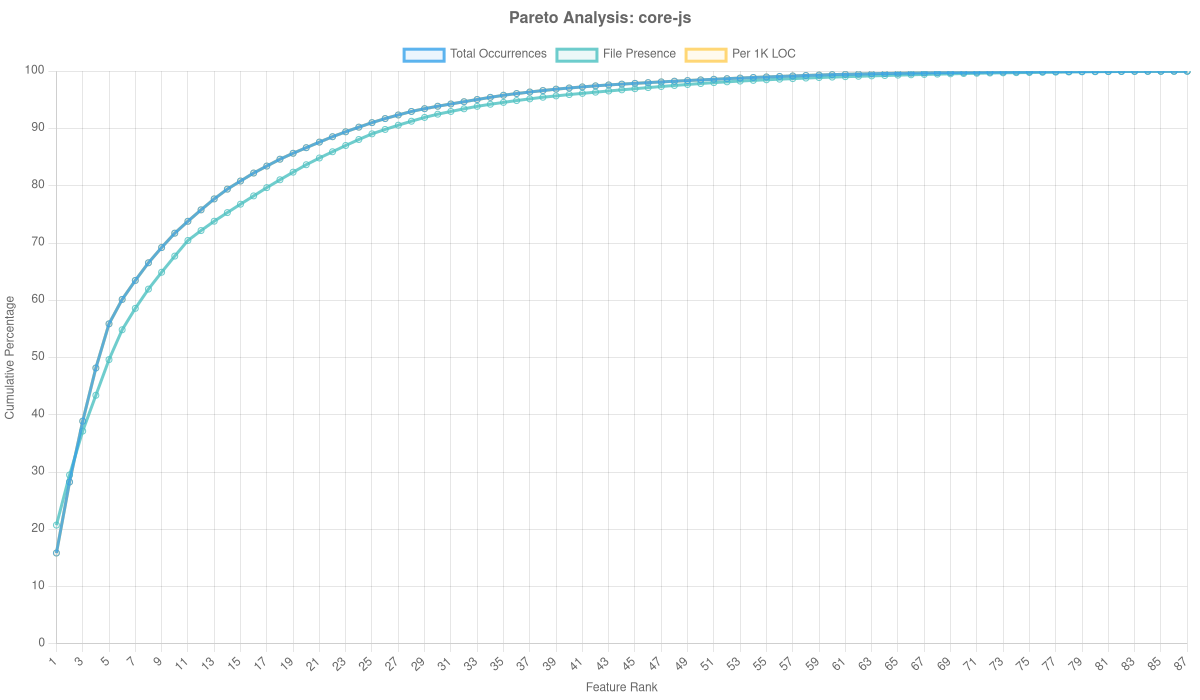 Pareto Analysis: core-js
Total Occurrences File Presence Per 1K LOC
100
90
80
70
60
50
40
30
20
10
0
Cumulative Percentage
1 3 5 7 9 11 13 15 17 19 21 23 25 27 29 31 33 35 37 39 41 43 45 47 49 51 53 55 57 59 61 63 65 67 69 71 73 75 77 79 81 83 85 87
Feature Rank